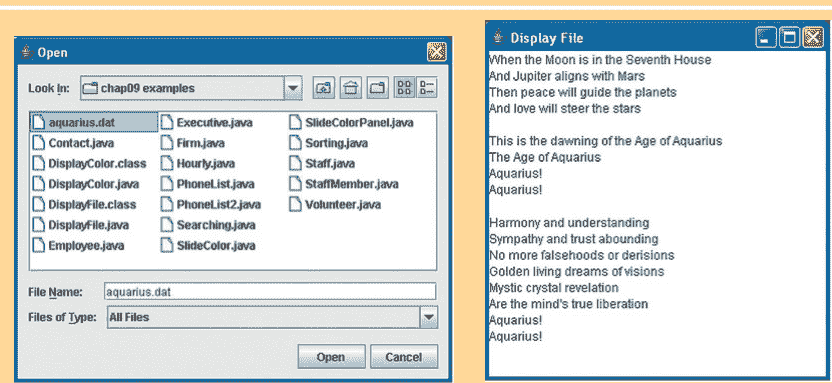 Open
Look In: chap09 examples
aquarius.dat
Contact.java
DisplayColor.class
DisplayColor.java
DisplayFile.class
DisplayFile.java
Employee.java
Executive.java
Firm.java
Hourly.java
PhoneList.java
PhoneList2.java
Searching.java
SlideColor.java
SlideColorPanel.java
Sorting.java
Staff.java
StaffMember.java
Volunteer.java
File Name: aquarius.dat
Files of Type: All Files
Open Cancel
Display File
When the Moon is in the Seventh House
And Jupiter aligns with Mars
Then peace will guide the planets
And love will steer the stars
This is the dawning of the Age of Aquarius
The Age of Aquarius
Aquarius!
Aquarius!
Harmony and understanding
Sympathy and trust abounding
No more falsehoods or derisions
Golden living dreams of visions
Mystic crystal revelation
Are the mind's true liberation
Aquarius!
Aquarius!